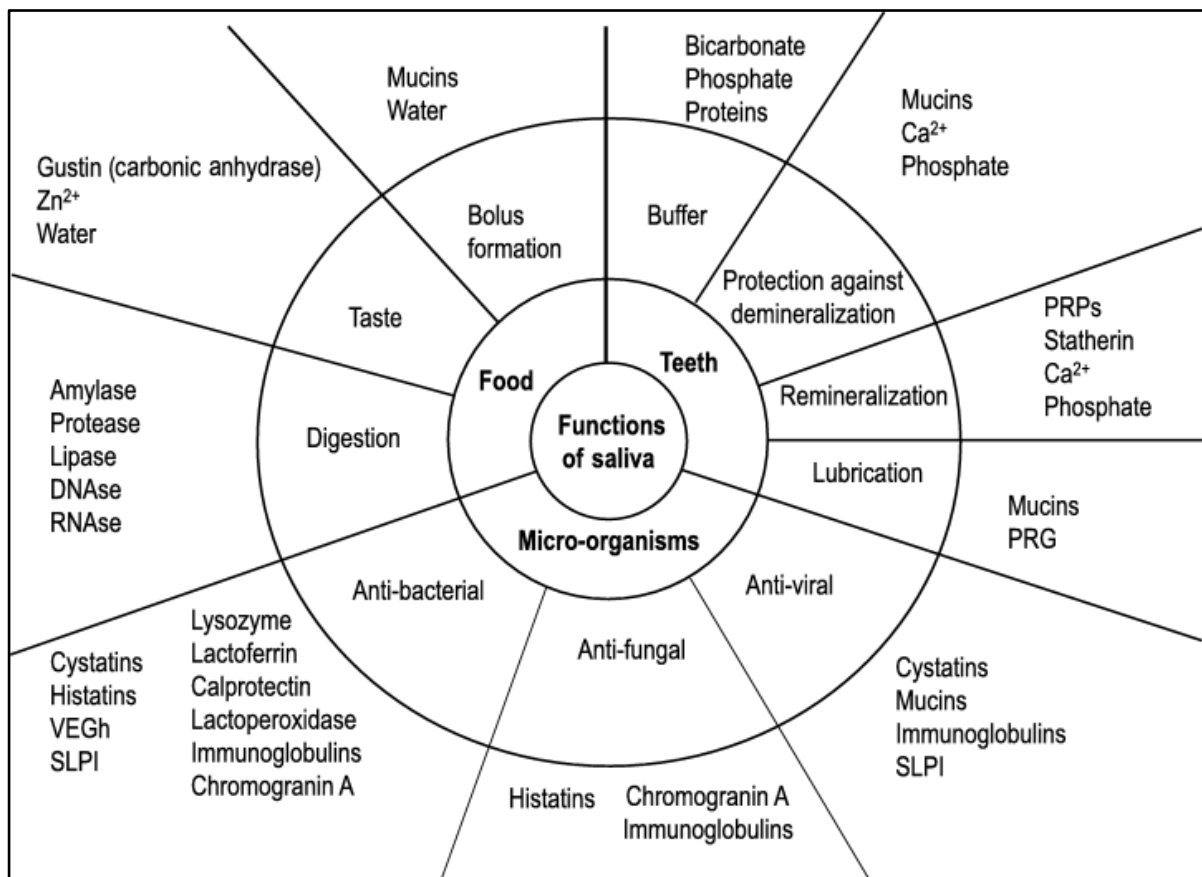 Functions
of saliva
Food
Teeth
Micro-organisms
Bolus
formation
Mucins
Water
Taste
Gustin (carbonic anhydrase)
Zn²⁺
Water
Digestion
Amylase
Protease
Lipase
DNAse
RNAse
Buffer
Bicarbonate
Phosphate
Proteins
Protection against
demineralization
Mucins
Ca²⁺
Phosphate
Remineralization
PRPs
Statherin
Ca²⁺
Phosphate
Lubrication
Mucins
PRG
Anti-viral
Cystatins
Mucins
Immunoglobulins
SLPI
Anti-fungal
Histatins
Chromogranin A
Immunoglobulins
Anti-bacterial
Cystatins
Histatins
VEGh
SLPI
Lysozyme
Lactoferrin
Calprotectin
Lactoperoxidase
Immunoglobulins
Chromogranin A